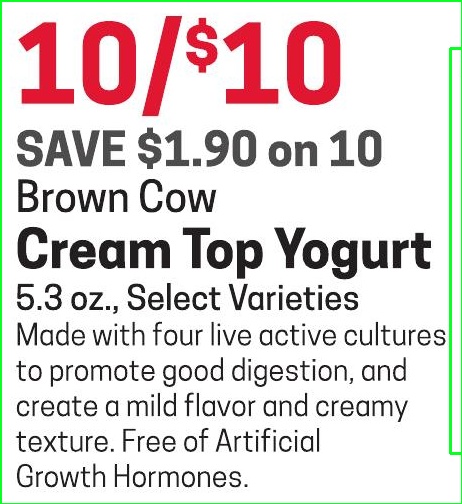 10/$10
SAVE $1.90 on 10
Brown Cow
Cream Top Yogurt
5.3 oz., Select Varieties
Made with four live active cultures
to promote good digestion, and
create a mild flavor and creamy
texture. Free of Artificial
Growth Hormones.